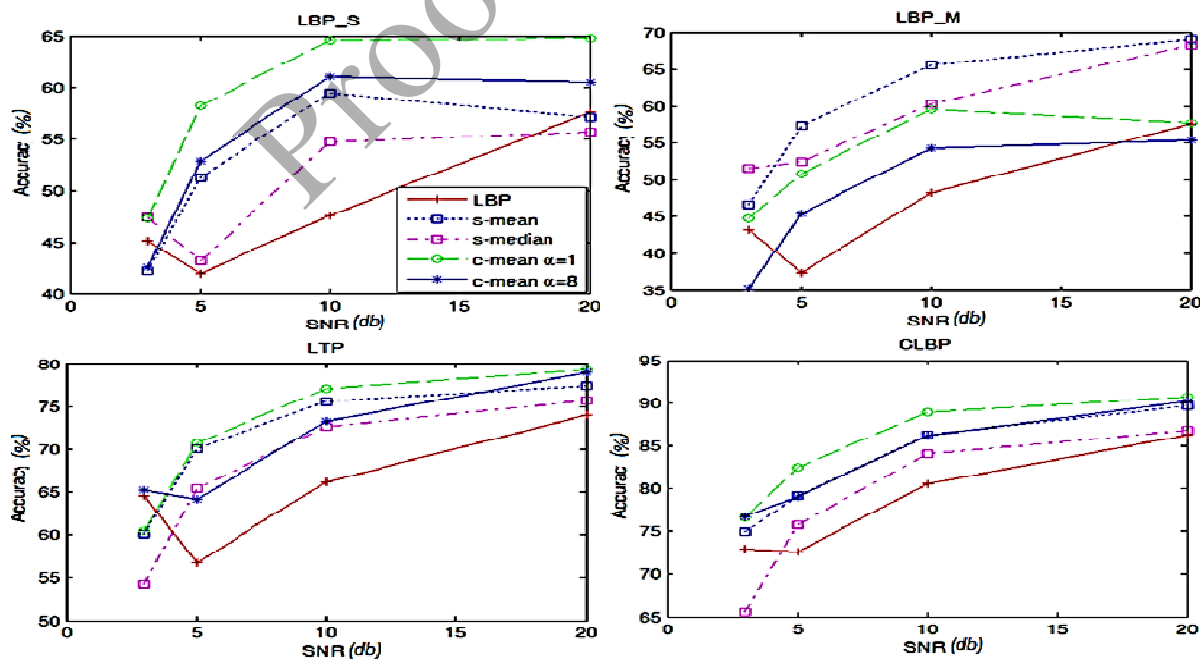 LBP_S
65
60
55
50
45
40
0
5
10
15
20
Accurac (%)
SNR (db)
LBP
s-mean
s-median
c-mean α=1
c-mean α=8
Proo
LBP_M
70
65
60
55
50
45
40
35
0
5
10
15
20
Accurac (%)
SNR (db)
LTP
80
75
70
65
60
55
50
0
5
10
15
20
Accurac (%)
SNR (db)
CLBP
95
90
85
80
75
70
65
0
5
10
15
20
Accurac (%)
SNR (db)